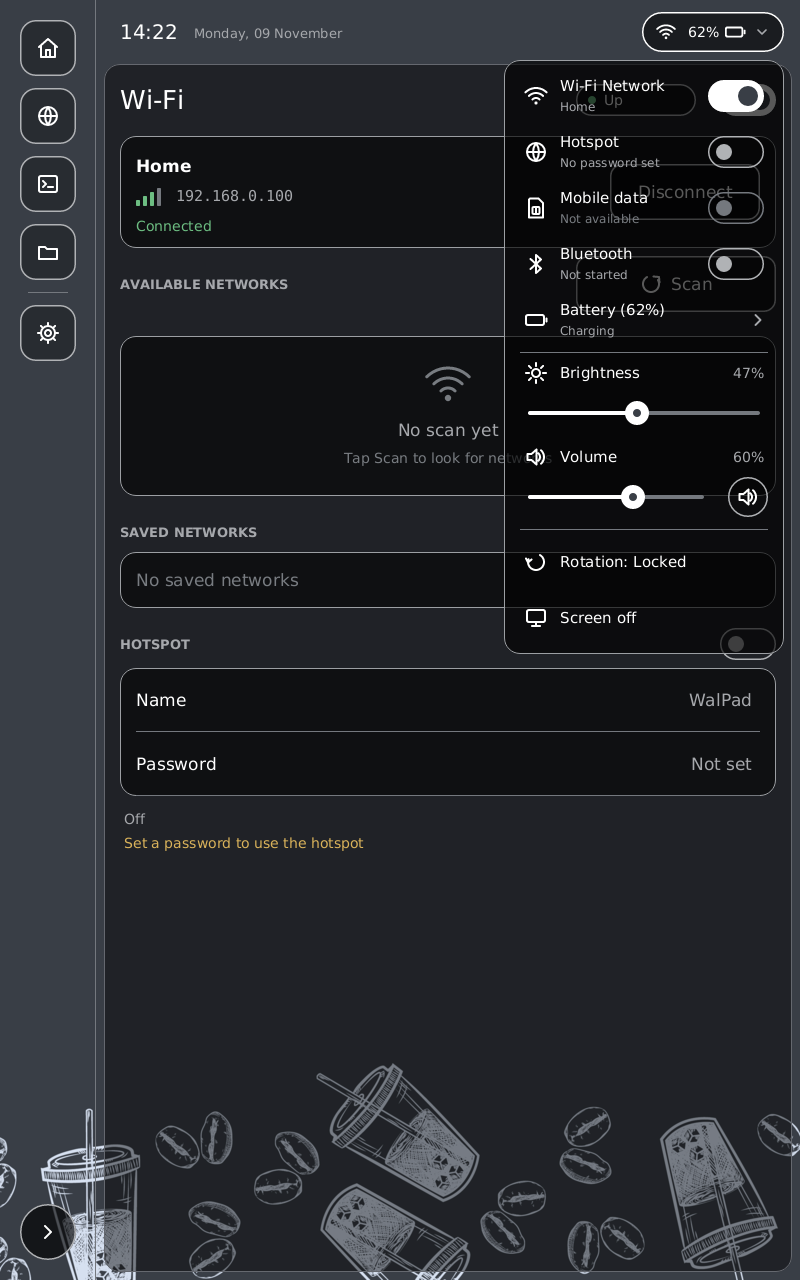 14:22 Monday, 09 November
62%
Wi-Fi
Up
Home
192.168.0.100
Connected
Disconnect
AVAILABLE NETWORKS
Scan
No scan yet
Tap Scan to look for networks
SAVED NETWORKS
No saved networks
HOTSPOT
Name WalPad
Password Not set
Off
Set a password to use the hotspot
Wi-Fi Network
Home
Hotspot
No password set
Mobile data
Not available
Bluetooth
Not started
Battery (62%)
Charging
Brightness 47%
Volume 60%
Rotation: Locked
Screen off